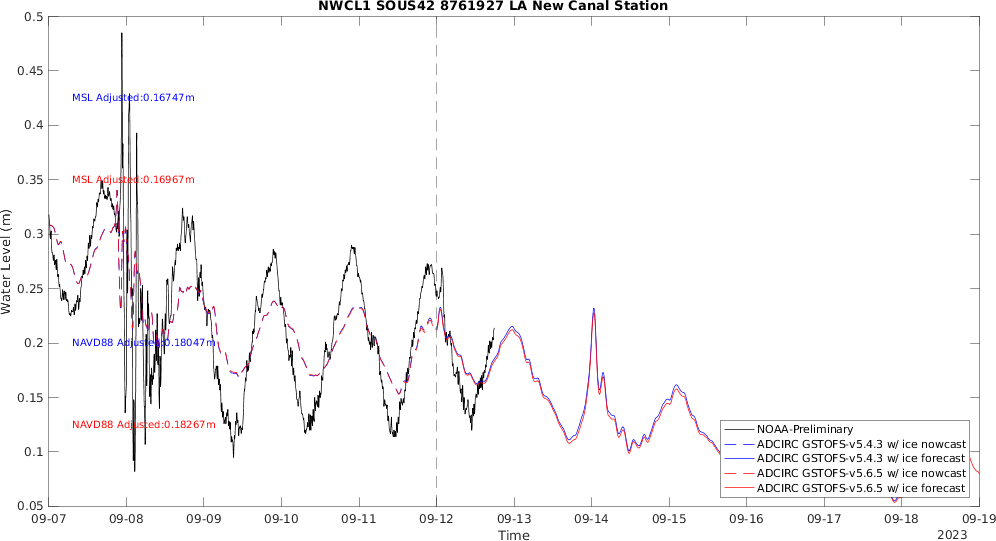 NWCL1 SOUS42 8761927 LA New Canal Station
Water Level (m)
0.5
0.45
0.4
0.35
0.3
0.25
0.2
0.15
0.1
0.05
MSL Adjusted:0.16747m
MSL Adjusted:0.16967m
NAVD88 Adjusted:0.18047m
NAVD88 Adjusted:0.18267m
NOAA-Preliminary
ADCIRC GSTOFS-v5.4.3 w/ ice nowcast
ADCIRC GSTOFS-v5.4.3 w/ ice forecast
ADCIRC GSTOFS-v5.6.5 w/ ice nowcast
ADCIRC GSTOFS-v5.6.5 w/ ice forecast
09-07 09-08 09-09 09-10 09-11 09-12 09-13 09-14 09-15 09-16 09-17 09-18 09-19
Time
2023